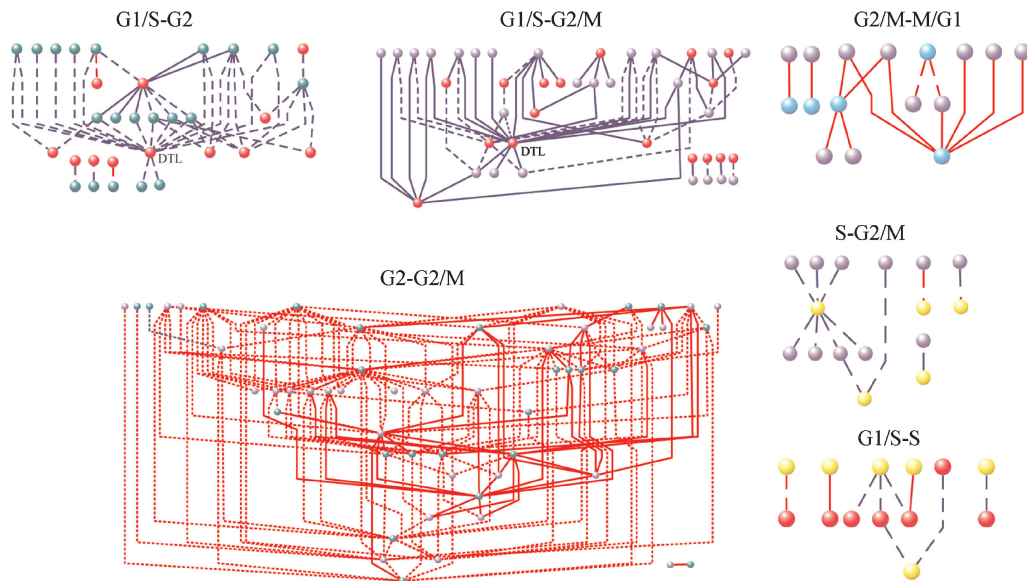 G1/S-G2
G1/S-G2/M
G2/M-M/G1
DTL
DTL
S-G2/M
G2-G2/M
G1/S-S